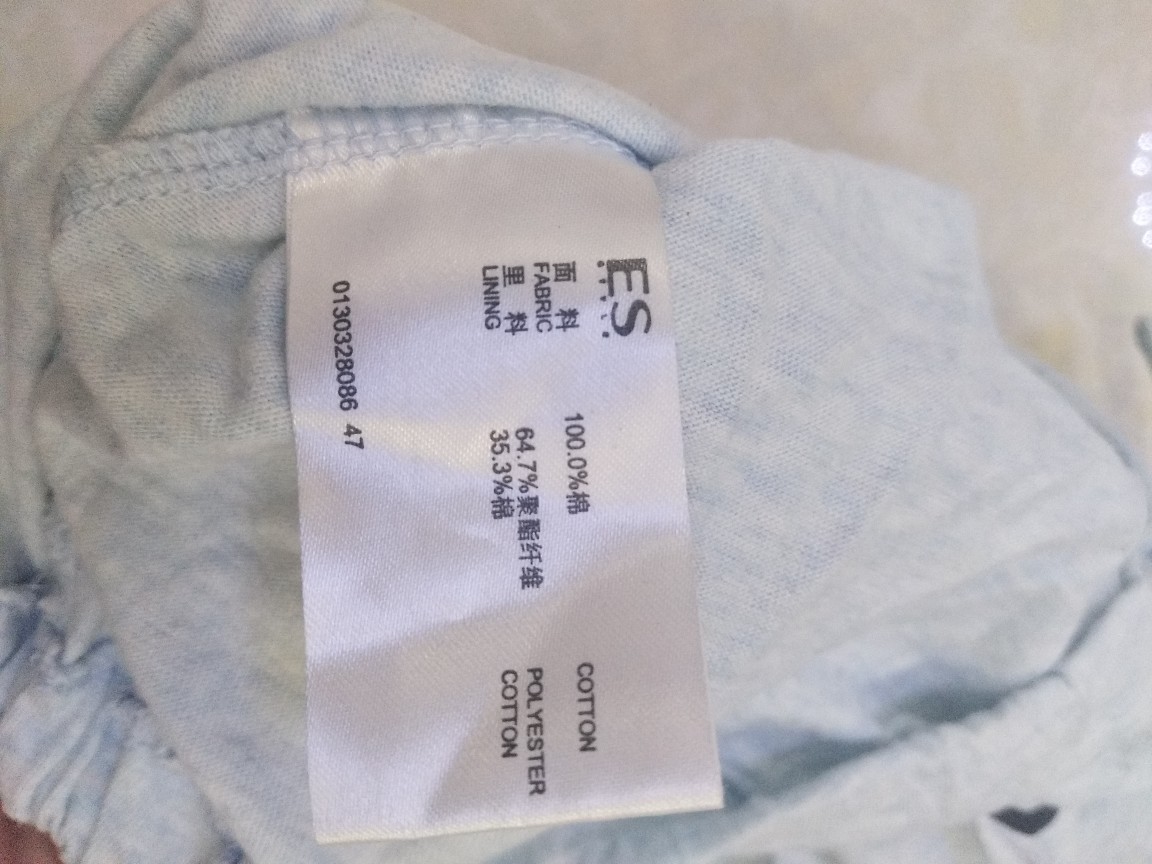 ES
面 料 100.0%棉 COTTON
FABRIC
里 料 64.7%聚酯纤维 POLYESTER
LINING 35.3%棉 COTTON
0130328086 47